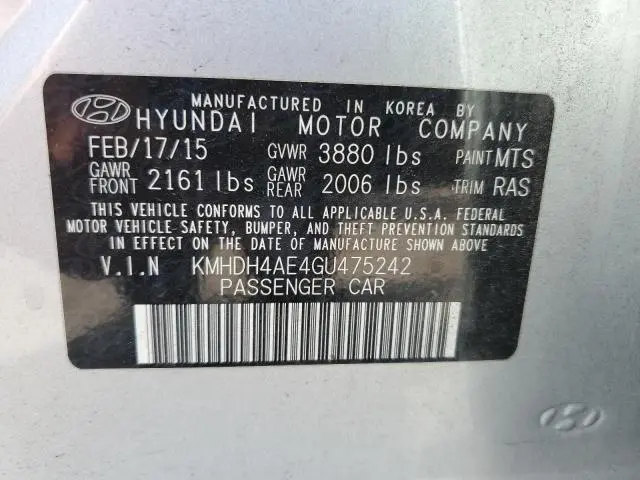 MANUFACTURED IN KOREA BY
HYUNDAI MOTOR COMPANY
FEB/17/15 GVWR 3880 lbs PAINT MTS
GAWR FRONT 2161 lbs GAWR REAR 2006 lbs TRIM RAS
THIS VEHICLE CONFORMS TO ALL APPLICABLE U.S.A. FEDERAL
MOTOR VEHICLE SAFETY, BUMPER, AND THEFT PREVENTION STANDARDS
IN EFFECT ON THE DATE OF MANUFACTURE SHOWN ABOVE.
V.I.N KMHDH4AE4GU475242
PASSENGER CAR